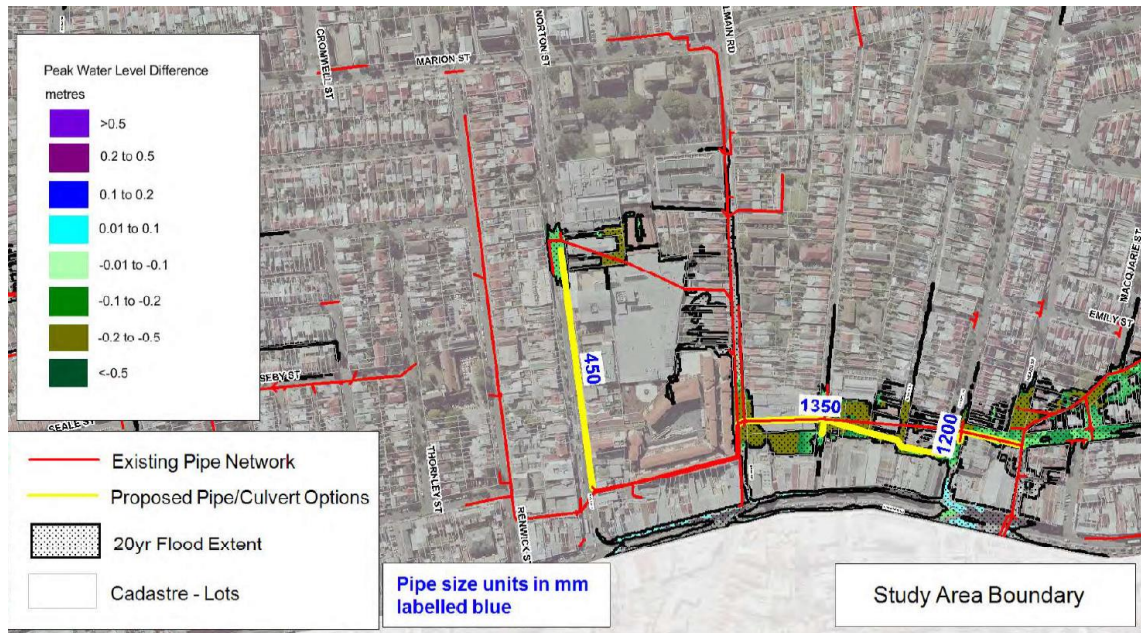 CROMWELL ST
NORTON ST
LMAIN RD
MARION ST
Peak Water Level Difference
metres
>0.5
0.2 to 0.5
0.1 to 0.2
0.01 to 0.1
-0.01 to -0.1
-0.1 to -0.2
-0.2 to -0.5
<-0.5
MACQUARIE ST
EMILY ST
450
SEBY ST
1350
1200
SEALE ST
THORNLEY ST
RENWICK ST
Existing Pipe Network
Proposed Pipe/Culvert Options
20yr Flood Extent
Cadastre - Lots
Pipe size units in mm
labelled blue
Study Area Boundary